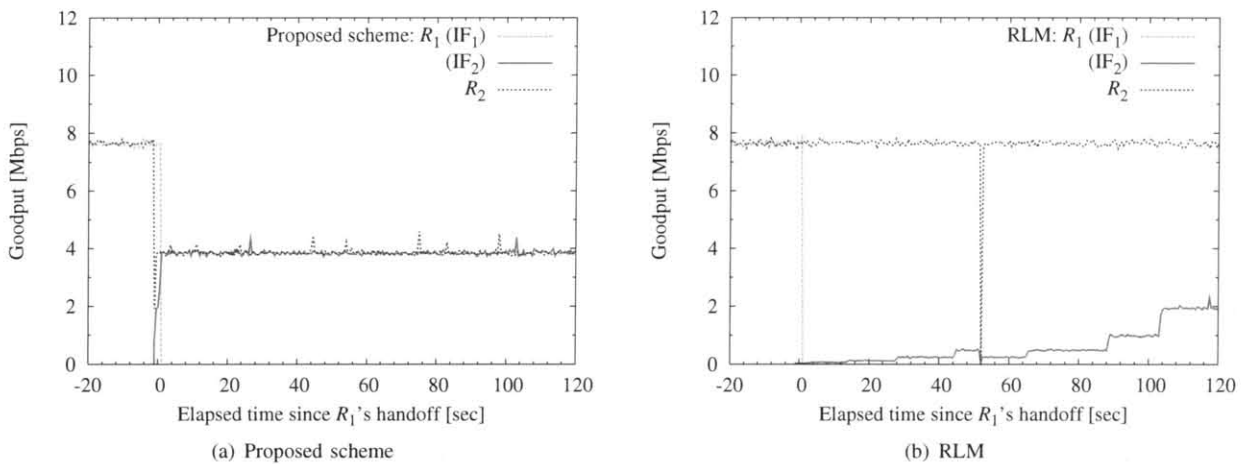 12
10
8
6
4
2
0
Goodput [Mbps]
Proposed scheme: R1 (IF1)
(IF2)
R2
-20 0 20 40 60 80 100 120
Elapsed time since R1's handoff [sec]
(a) Proposed scheme
12
10
8
6
4
2
0
Goodput [Mbps]
RLM: R1 (IF1)
(IF2)
R2
-20 0 20 40 60 80 100 120
Elapsed time since R1's handoff [sec]
(b) RLM